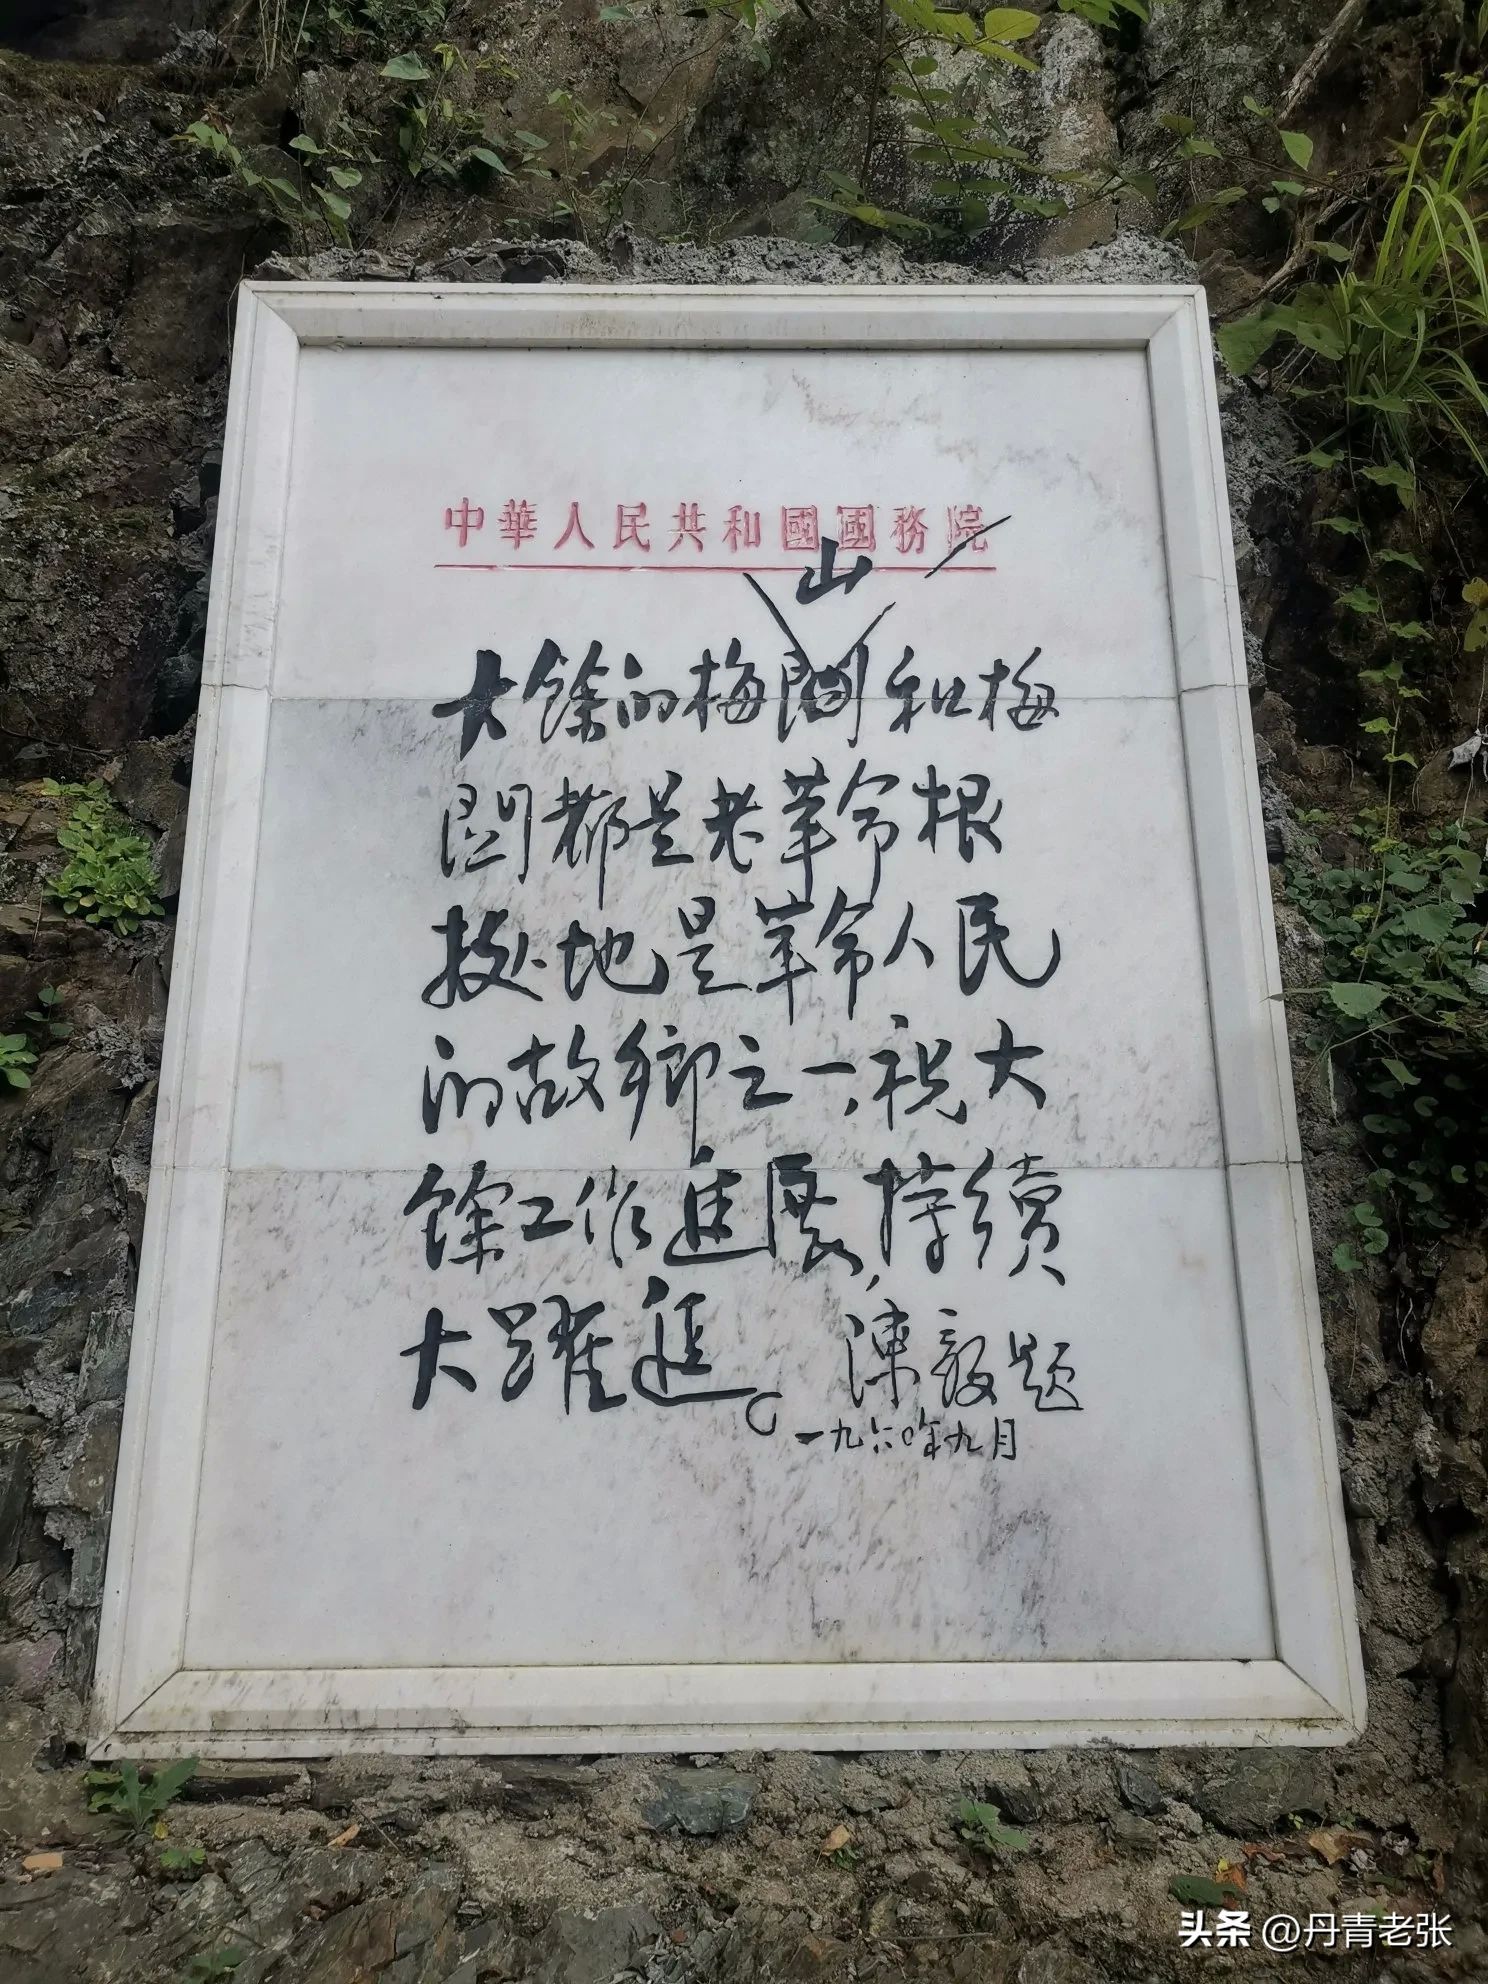 中華人民共和國國務院
山
大餘的梅關和梅
関都是老革命根
据地是革命人民
的故鄉之一,祝大
餘工作進展,持續
大躍進。陳毅題
一九六〇年九月
头条 @丹青老张